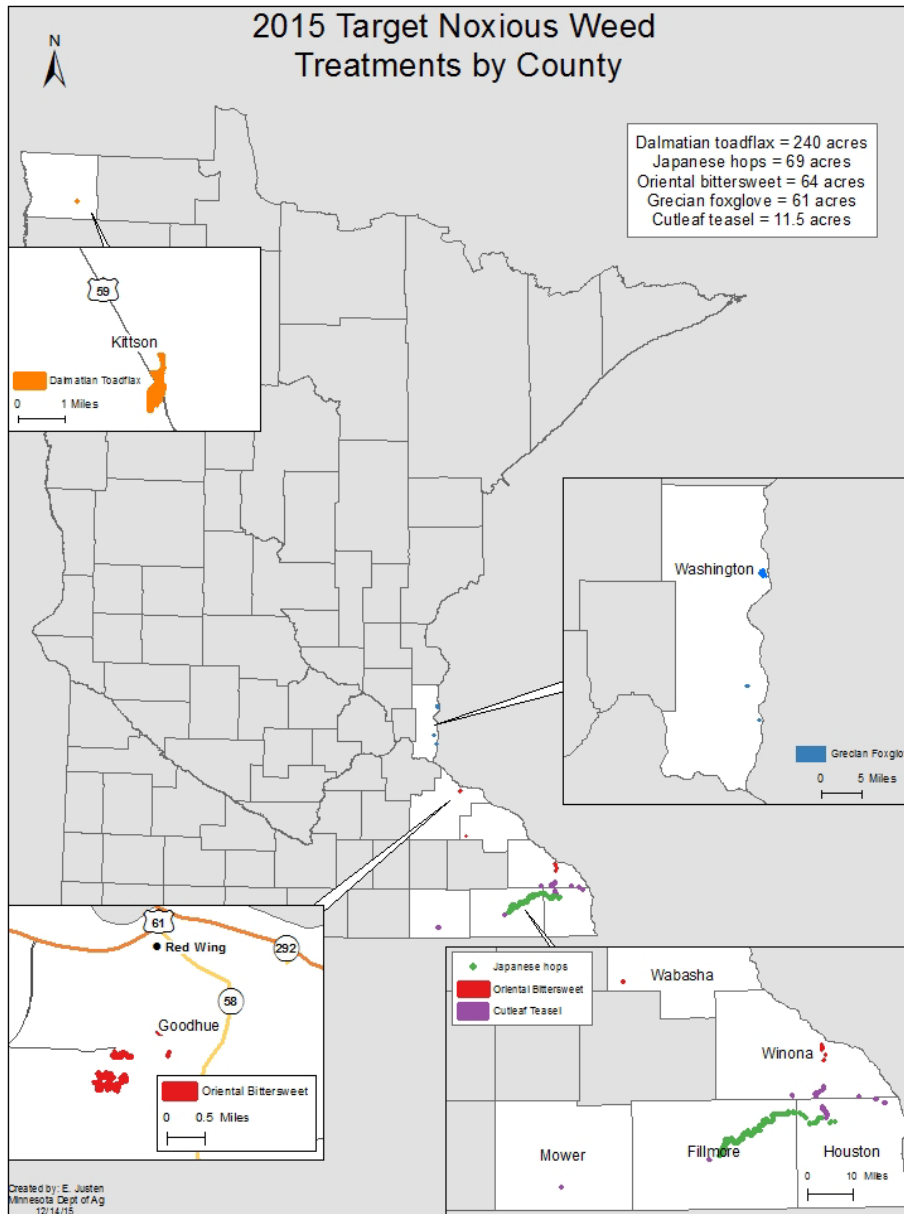 2015 Target Noxious Weed
Treatments by County
N
Dalmatian toadflax = 240 acres
Japanese hops = 69 acres
Oriental bittersweet = 64 acres
Grecian foxglove = 61 acres
Cutleaf teasel = 11.5 acres
59
Kittson
Dalmatian Toadflax
0 1 Miles
Washington
Grecian Foxglov
0 5 Miles
61
Red Wing
292
58
Goodhue
Oriental Bittersweet
0 0.5 Miles
Japanese hops
Oriental Bittersweet
Cutleaf Teasel
Wabasha
Winona
Mower
Fillmore
Houston
0 10 Miles
Created by: E. Justen
Minnesota Dept of Ag
12/14/15